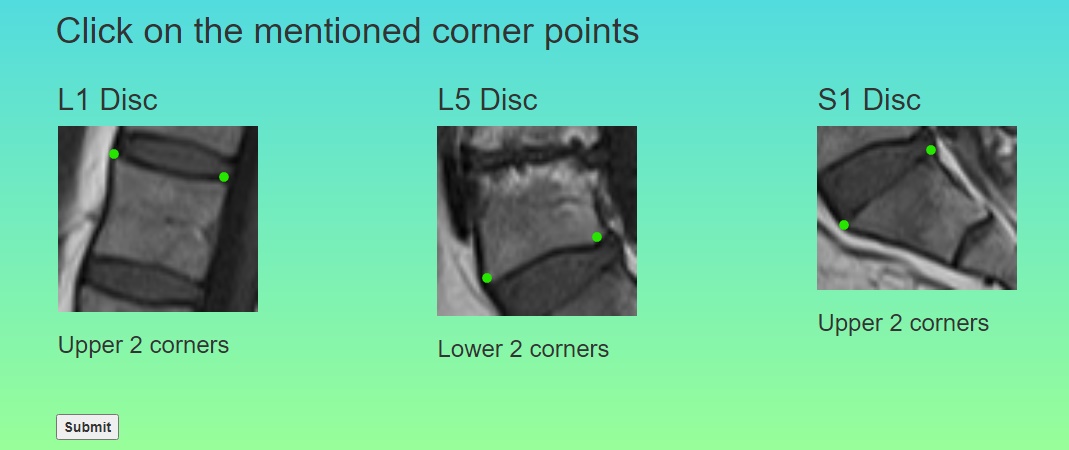 Click on the mentioned corner points
L1 Disc
L5 Disc
S1 Disc
Upper 2 corners
Lower 2 corners
Upper 2 corners
Submit